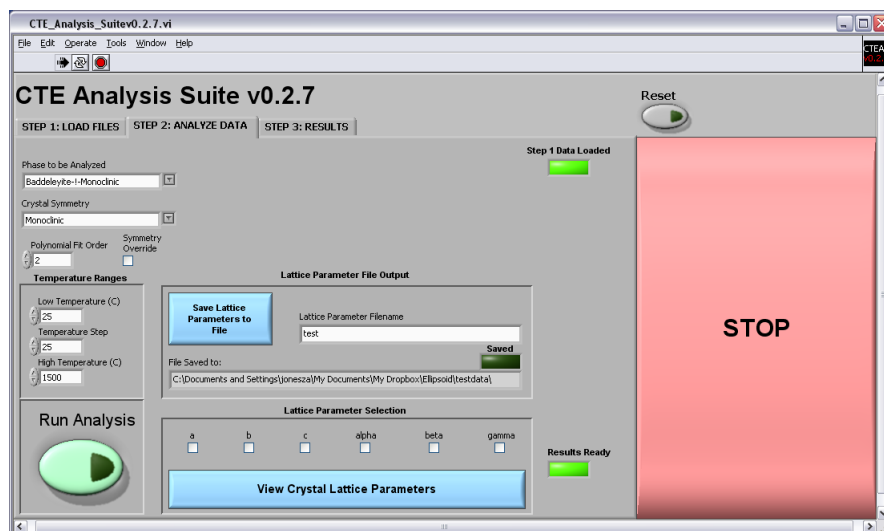 CTE_Analysis_Suitev0.2.7.vi
File Edit Operate Tools Window Help
CTEA
v0.2.
CTE Analysis Suite v0.2.7
Reset
STEP 1: LOAD FILES STEP 2: ANALYZE DATA STEP 3: RESULTS
Step 1 Data Loaded
Phase to be Analyzed
Baddeleyite-!-Monoclinic
Crystal Symmetry
Monoclinic
Polynomial Fit Order
2
Symmetry
Override
Temperature Ranges
Low Temperature (C)
25
Temperature Step
25
High Temperature (C)
1500
Lattice Parameter File Output
Save Lattice
Parameters to
File
Lattice Parameter Filename
test
Saved
File Saved to:
C:\Documents and Settings\jonesza\My Documents\My Dropbox\Ellipsoid\testdata\
STOP
Run Analysis
Lattice Parameter Selection
a b c alpha beta gamma
View Crystal Lattice Parameters
Results Ready